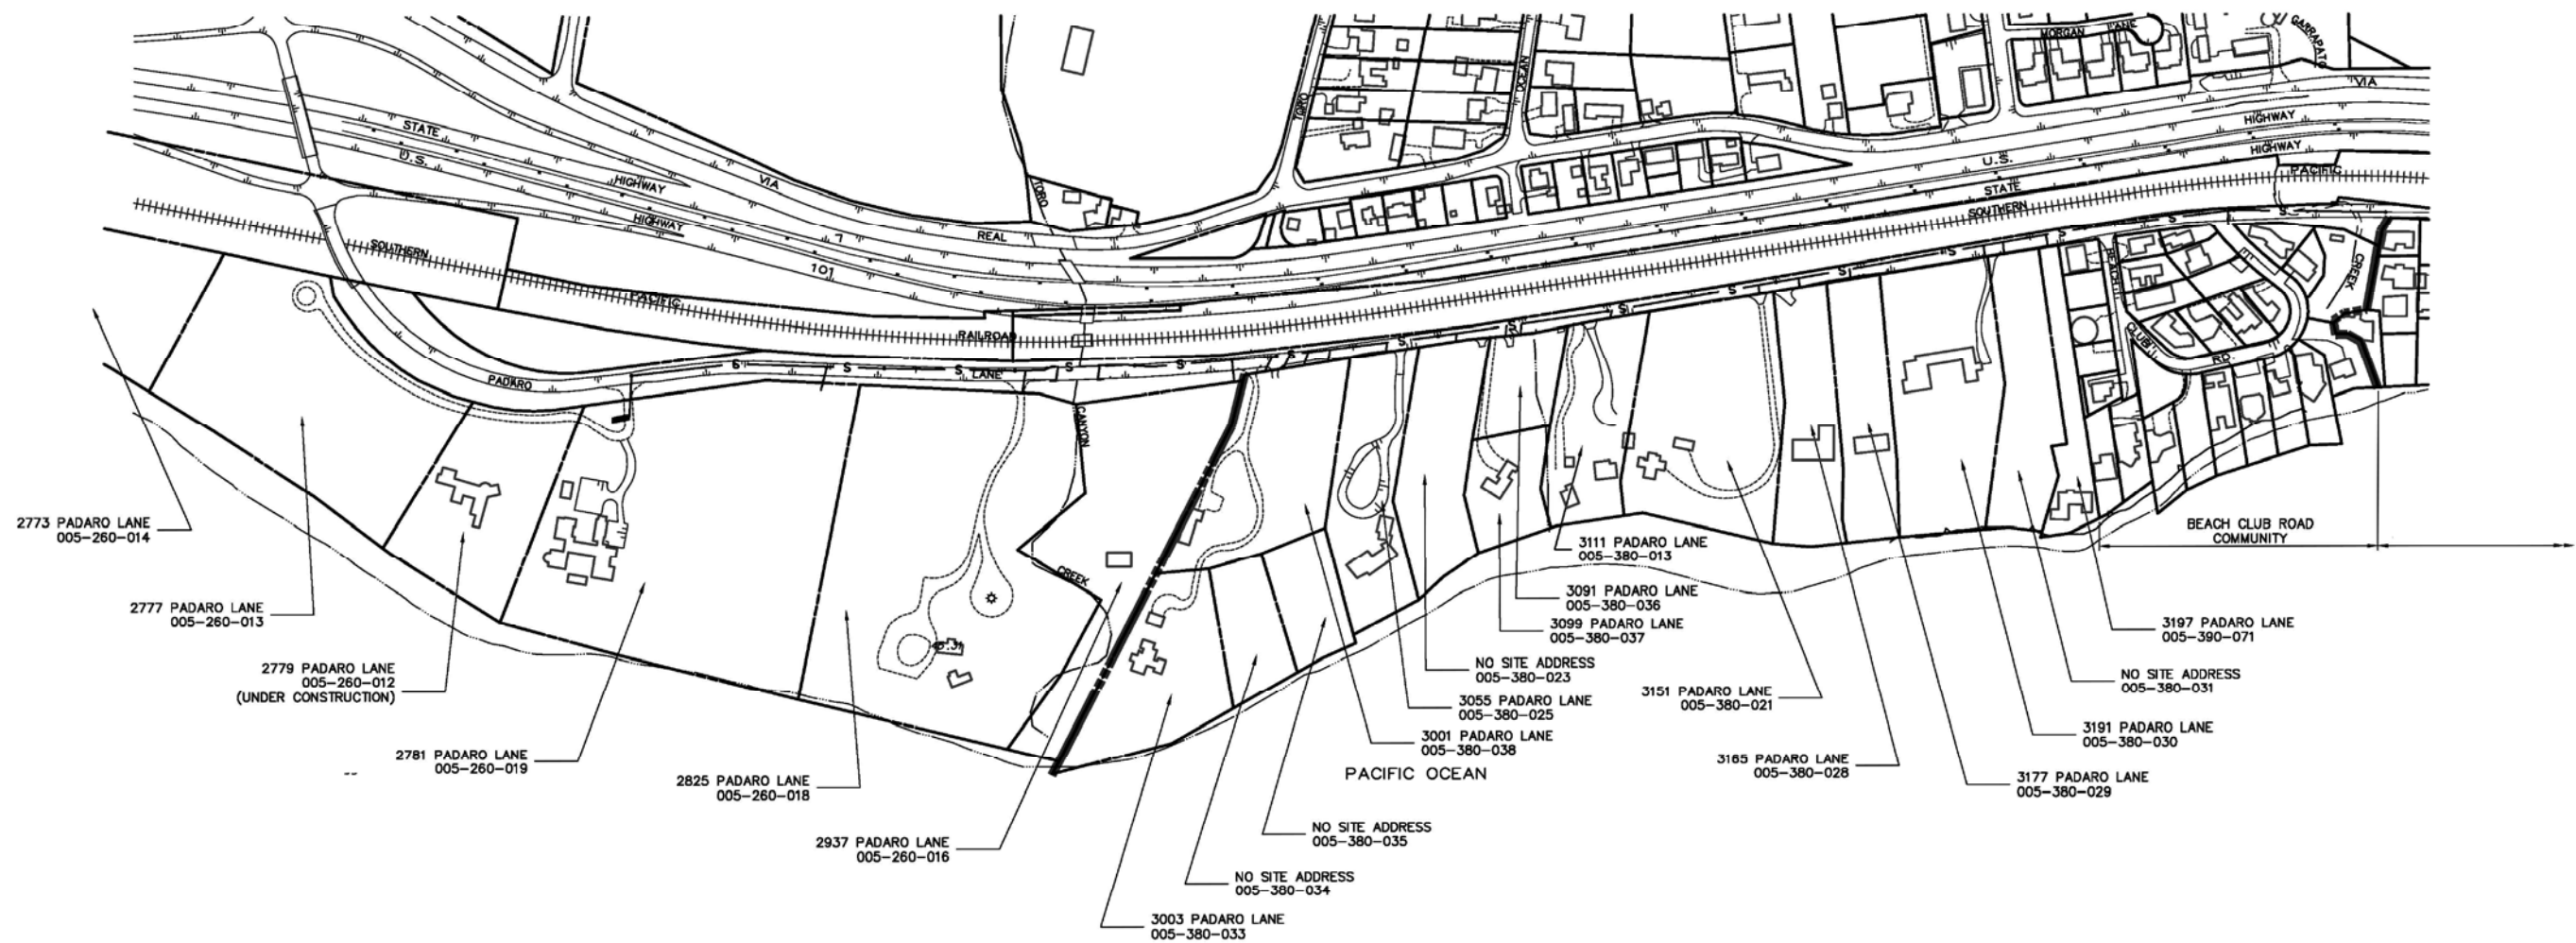 MORGAN LANE
GARRAPATO
VIA
OCEAN
TORO
STATE HIGHWAY
U.S. HIGHWAY
VIA REAL
TORO
101
U.S. HIGHWAY
STATE HIGHWAY
SOUTHERN PACIFIC
SOUTHERN PACIFIC RAILROAD
PADARO LANE
S S S S S S S S S S S S S S S
CANYON
CREEK
BEACH CLUB RD.
CREEK
2773 PADARO LANE
005-260-014
2777 PADARO LANE
005-260-013
2779 PADARO LANE
005-260-012
(UNDER CONSTRUCTION)
2781 PADARO LANE
005-260-019
2825 PADARO LANE
005-260-018
2937 PADARO LANE
005-260-016
3003 PADARO LANE
005-380-033
NO SITE ADDRESS
005-380-034
NO SITE ADDRESS
005-380-035
PACIFIC OCEAN
3001 PADARO LANE
005-380-038
3055 PADARO LANE
005-380-025
NO SITE ADDRESS
005-380-023
3099 PADARO LANE
005-380-037
3091 PADARO LANE
005-380-036
3111 PADARO LANE
005-380-013
3151 PADARO LANE
005-380-021
3165 PADARO LANE
005-380-028
3177 PADARO LANE
005-380-029
3191 PADARO LANE
005-380-030
NO SITE ADDRESS
005-380-031
3197 PADARO LANE
005-390-071
BEACH CLUB ROAD
COMMUNITY